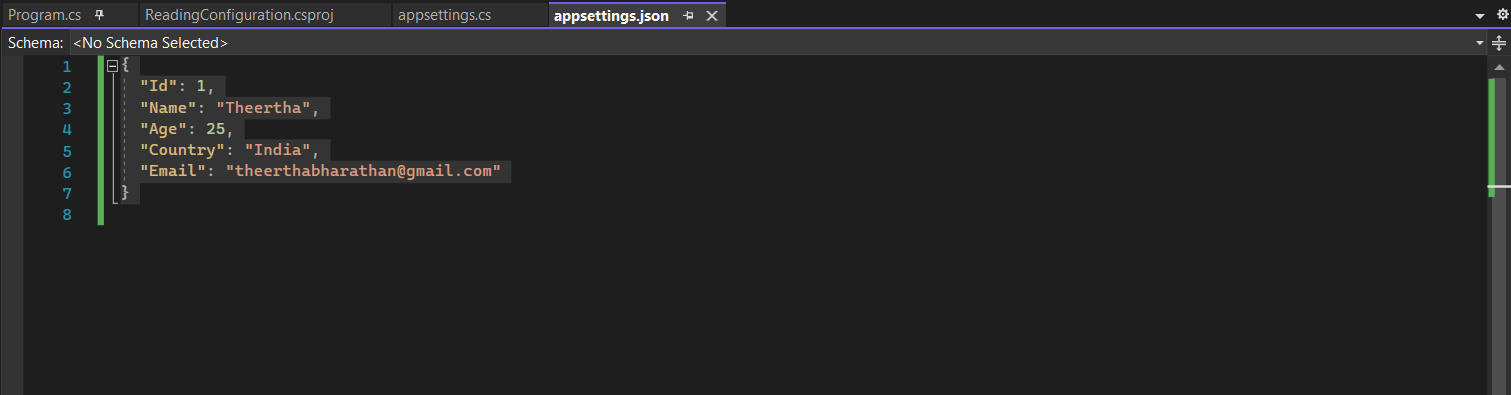 Program.cs ReadingConfiguration.csproj appsettings.cs appsettings.json
Schema: <No Schema Selected>
1 {
2 "Id": 1,
3 "Name": "Theertha",
4 "Age": 25,
5 "Country": "India",
6 "Email": "theerthabharathan@gmail.com"
7 }
8